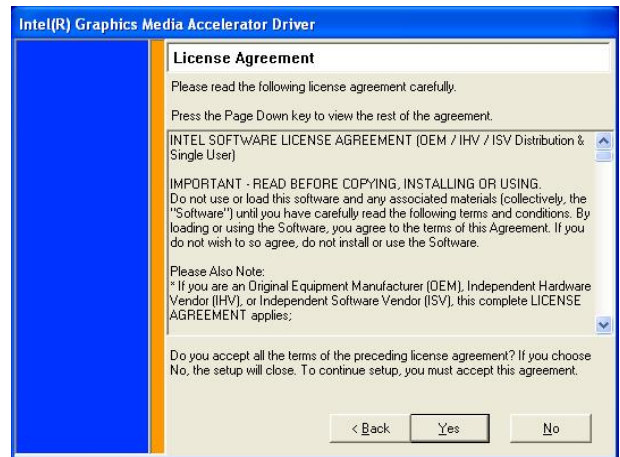 Intel(R) Graphics Media Accelerator Driver
License Agreement
Please read the following license agreement carefully.
Press the Page Down key to view the rest of the agreement.
INTEL SOFTWARE LICENSE AGREEMENT (OEM / IHV / ISV Distribution &
Single User)
IMPORTANT - READ BEFORE COPYING, INSTALLING OR USING.
Do not use or load this software and any associated materials (collectively, the
"Software") until you have carefully read the following terms and conditions. By
loading or using the Software, you agree to the terms of this Agreement. If you
do not wish to so agree, do not install or use the Software.
Please Also Note:
* If you are an Original Equipment Manufacturer (OEM), Independent Hardware
Vendor (IHV), or Independent Software Vendor (ISV), this complete LICENSE
AGREEMENT applies;
Do you accept all the terms of the preceding license agreement? If you choose
No, the setup will close. To continue setup, you must accept this agreement.
< Back Yes No